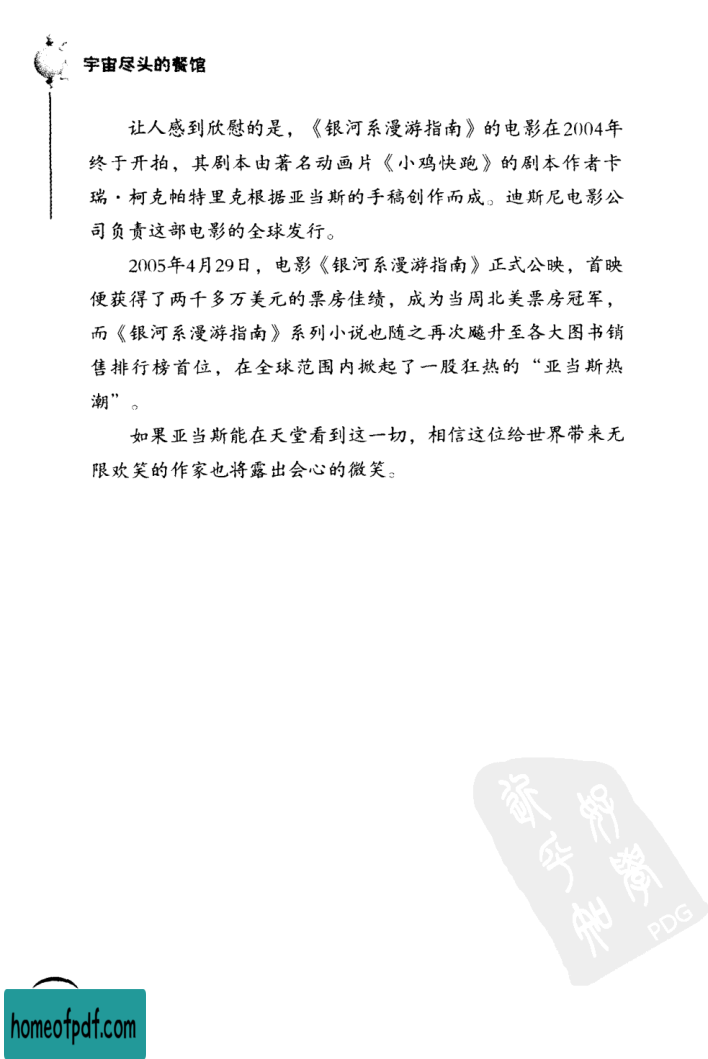 宇宙尽头的餐馆
让人感到欣慰的是，《银河系漫游指南》的电影在2004年
终于开拍，其剧本由著名动画片《小鸡快跑》的剧本作者卡
瑞·柯克帕特里克根据亚当斯的手稿创作而成。迪斯尼电影公
司负责这部电影的全球发行。
2005年4月29日，电影《银河系漫游指南》正式公映，首映
便获得了两千多万美元的票房佳绩，成为当周北美票房冠军，
而《银河系漫游指南》系列小说也随之再次飚升至各大图书销
售排行榜首位，在全球范围内掀起了一股狂热的“亚当斯热
潮”。
如果亚当斯能在天堂看到这一切，相信这位给世界带来无
限欢笑的作家也将露出会心的微笑。
好学
PDG
homeofpdf.com